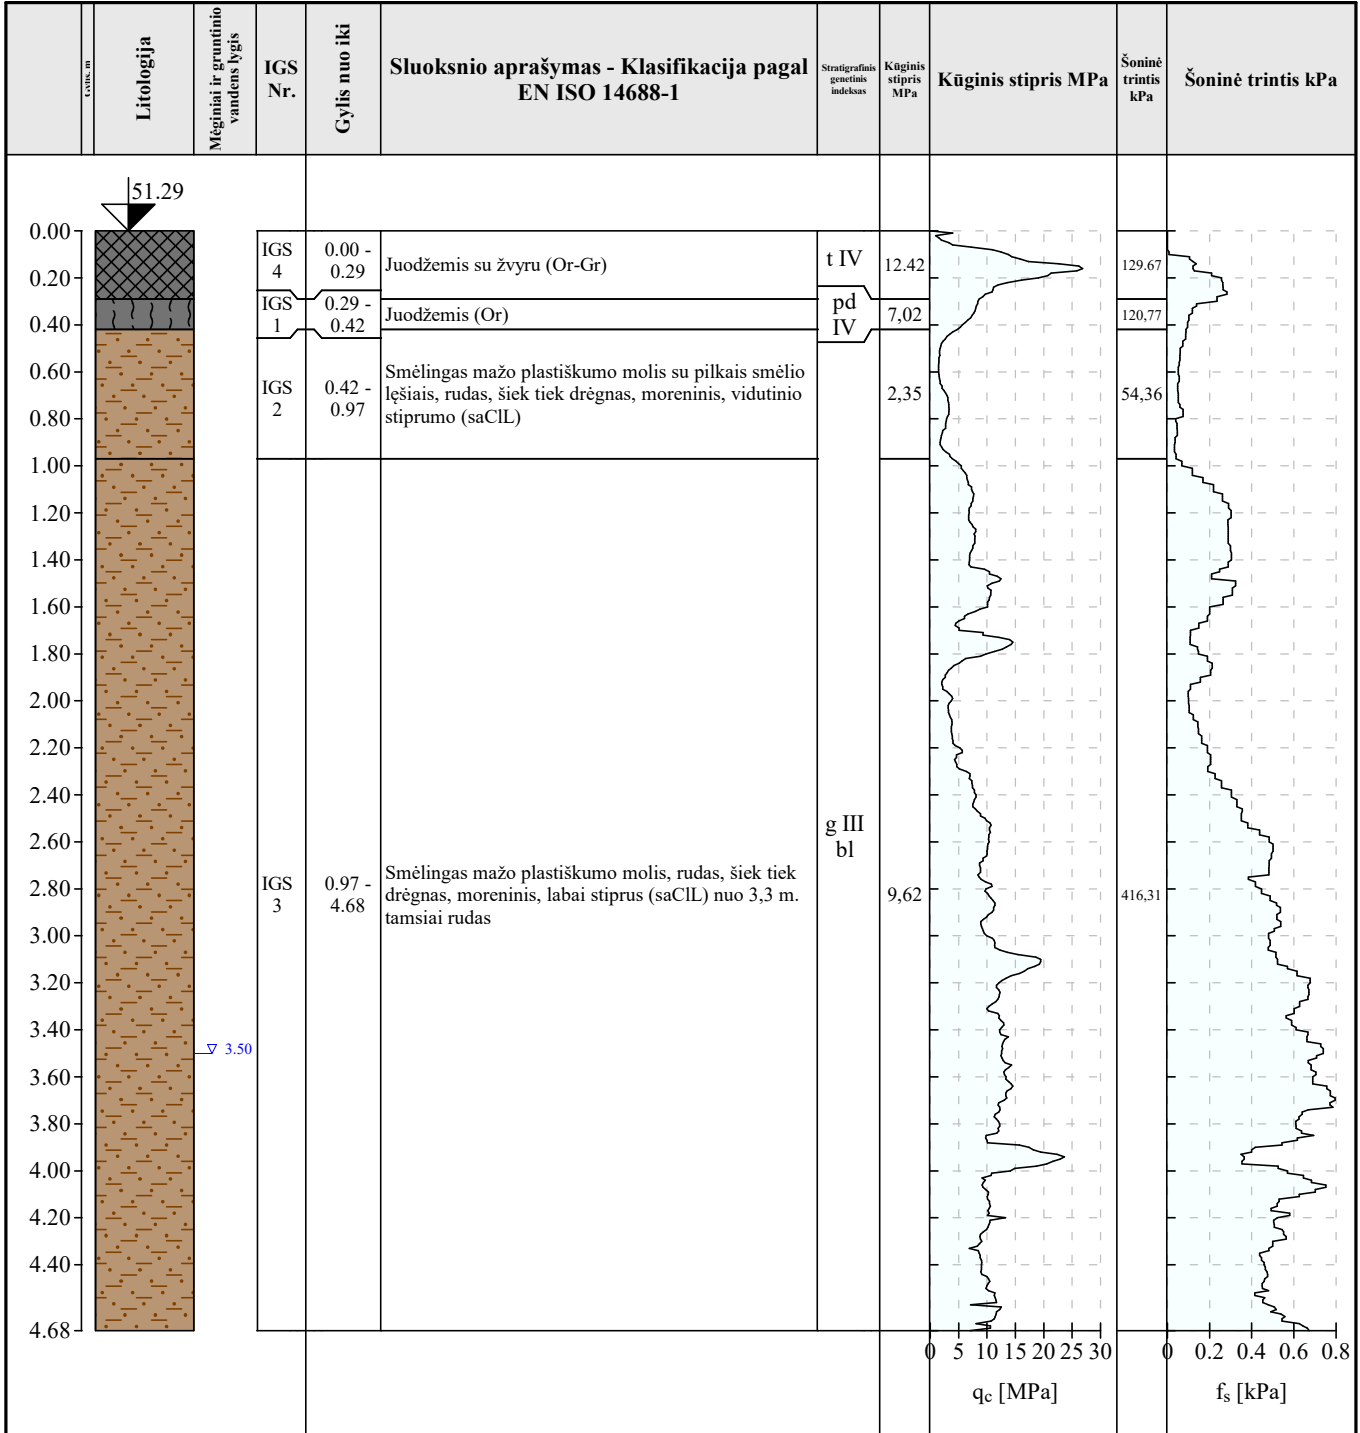 Gylis, m
Litologija
Mėginiai ir gruntinio
vandens lygis
IGS
Nr.
Gylis nuo iki
Sluoksnio aprašymas - Klasifikacija pagal
EN ISO 14688-1
Stratigrafinis
genetinis
indeksas
Kūginis
stipris
MPa
Kūginis stipris MPa
Šoninė
trintis
kPa
Šoninė trintis kPa
51.29
0.00
0.20
0.40
0.60
0.80
1.00
1.20
1.40
1.60
1.80
2.00
2.20
2.40
2.60
2.80
3.00
3.20
3.40
3.60
3.80
4.00
4.20
4.40
4.68
3.50
IGS
4
0.00 -
0.29
Juodžemis su žvyru (Or-Gr)
t IV
12.42
129.67
IGS
1
0.29 -
0.42
Juodžemis (Or)
pd
IV
7,02
120,77
IGS
2
0.42 -
0.97
Smėlingas mažo plastiškumo molis su pilkais smėlio
lęšiais, rudas, šiek tiek drėgnas, moreninis, vidutinio
stiprumo (saClL)
2,35
54,36
IGS
3
0.97 -
4.68
Smėlingas mažo plastiškumo molis, rudas, šiek tiek
drėgnas, moreninis, labai stiprus (saClL) nuo 3,3 m.
tamsiai rudas
g III
bl
9,62
416,31
0 5 10 15 20 25 30
qc [MPa]
0 0.2 0.4 0.6 0.8
fs [kPa]